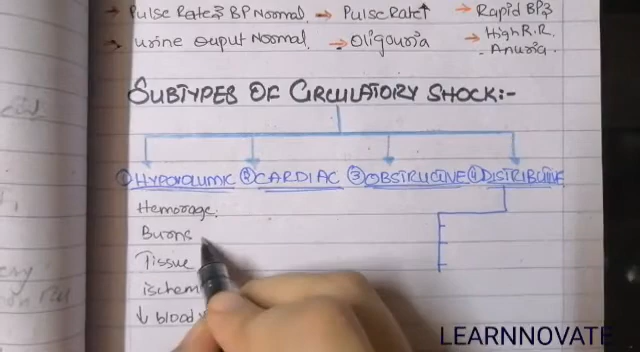 → Pulse Rate & BP Normal → Pulse Rate↑ → Rapid BP &
→ Urine Ouput Normal. → Oligouria → High R.R.
- Anuria.
SUBTYPES OF CIRCULATORY SHOCK:-
① HYPOVOLUMIC ② CARDIAC ③ OBSTRUCTIVE ④ DISTRIBUTIVE
Hemorage.
Burns
Tissue
ischem
↓ blood
LEARNNOVATE